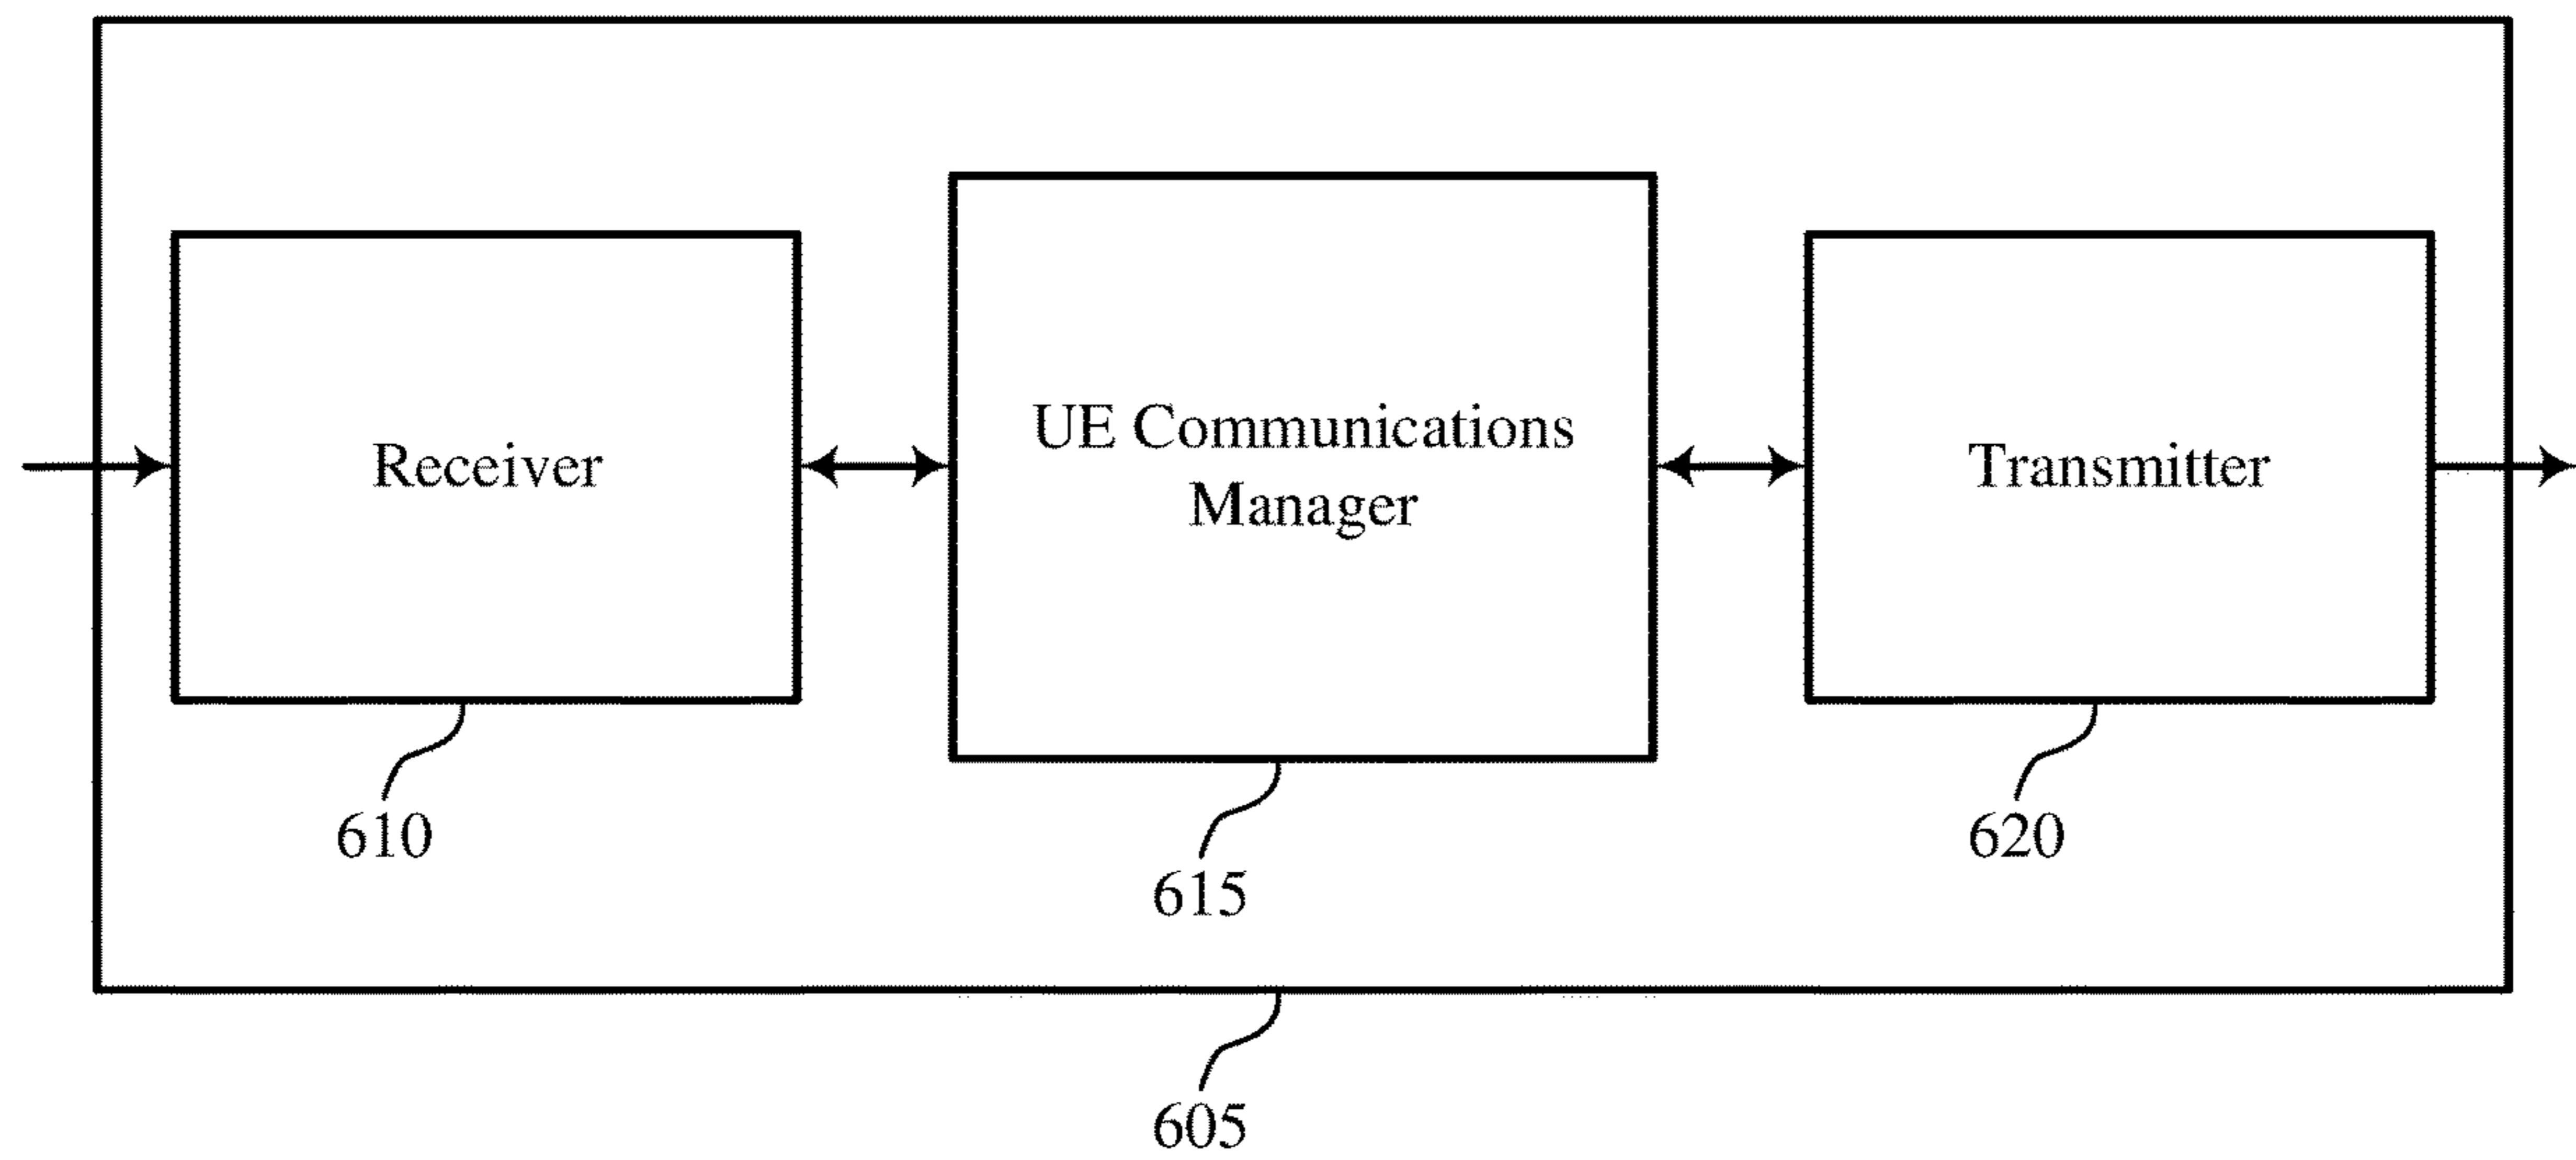 Receiver
UE Communications
Manager
Transmitter
610
615
620
605